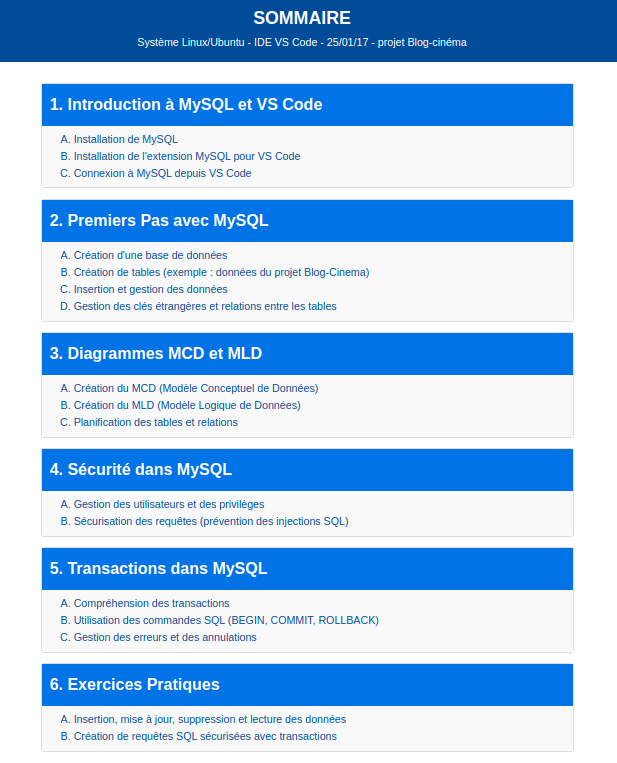 SOMMAIRE
Système Linux/Ubuntu - IDE VS Code - 25/01/17 - projet Blog-cinéma
1. Introduction à MySQL et VS Code
A. Installation de MySQL
B. Installation de l'extension MySQL pour VS Code
C. Connexion à MySQL depuis VS Code
2. Premiers Pas avec MySQL
A. Création d'une base de données
B. Création de tables (exemple : données du projet Blog-Cinema)
C. Insertion et gestion des données
D. Gestion des clés étrangères et relations entre les tables
3. Diagrammes MCD et MLD
A. Création du MCD (Modèle Conceptuel de Données)
B. Création du MLD (Modèle Logique de Données)
C. Planification des tables et relations
4. Sécurité dans MySQL
A. Gestion des utilisateurs et des privilèges
B. Sécurisation des requêtes (prévention des injections SQL)
5. Transactions dans MySQL
A. Compréhension des transactions
B. Utilisation des commandes SQL (BEGIN, COMMIT, ROLLBACK)
C. Gestion des erreurs et des annulations
6. Exercices Pratiques
A. Insertion, mise à jour, suppression et lecture des données
B. Création de requêtes SQL sécurisées avec transactions